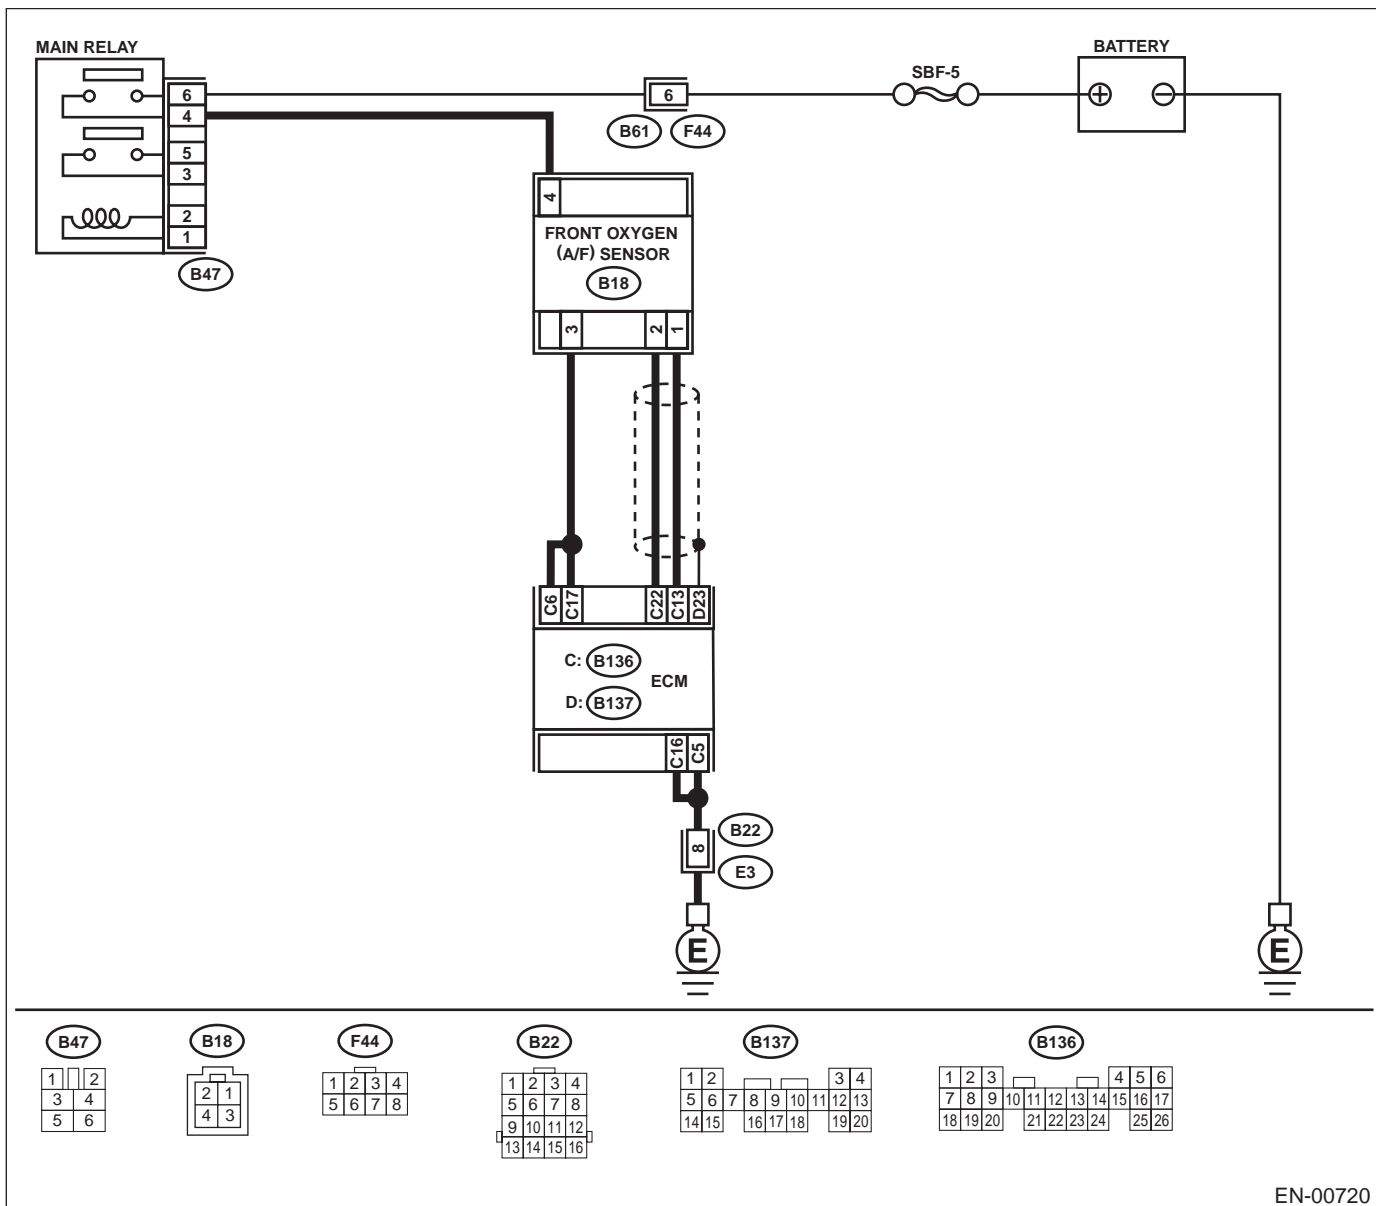 MAIN RELAY
BATTERY
SBF-5
6
4
5
3
2
1
B47
6
B61 F44
4
FRONT OXYGEN
(A/F) SENSOR
B18
3 2 1
C6 C17 C22 C13 D23
C: B136
ECM
D: B137
C16 C5
8
B22
E3
E
E
B47 B18 F44 B22 B137 B136
1 2
3 4
5 6
2 1
4 3
1 2 3 4
5 6 7 8
1 2 3 4
5 6 7 8
9 10 11 12
13 14 15 16
1 2 3 4
5 6 7 8 9 10 11 12 13
14 15 16 17 18 19 20
1 2 3 4 5 6
7 8 9 10 11 12 13 14 15 16 17
18 19 20 21 22 23 24 25 26
EN-00720